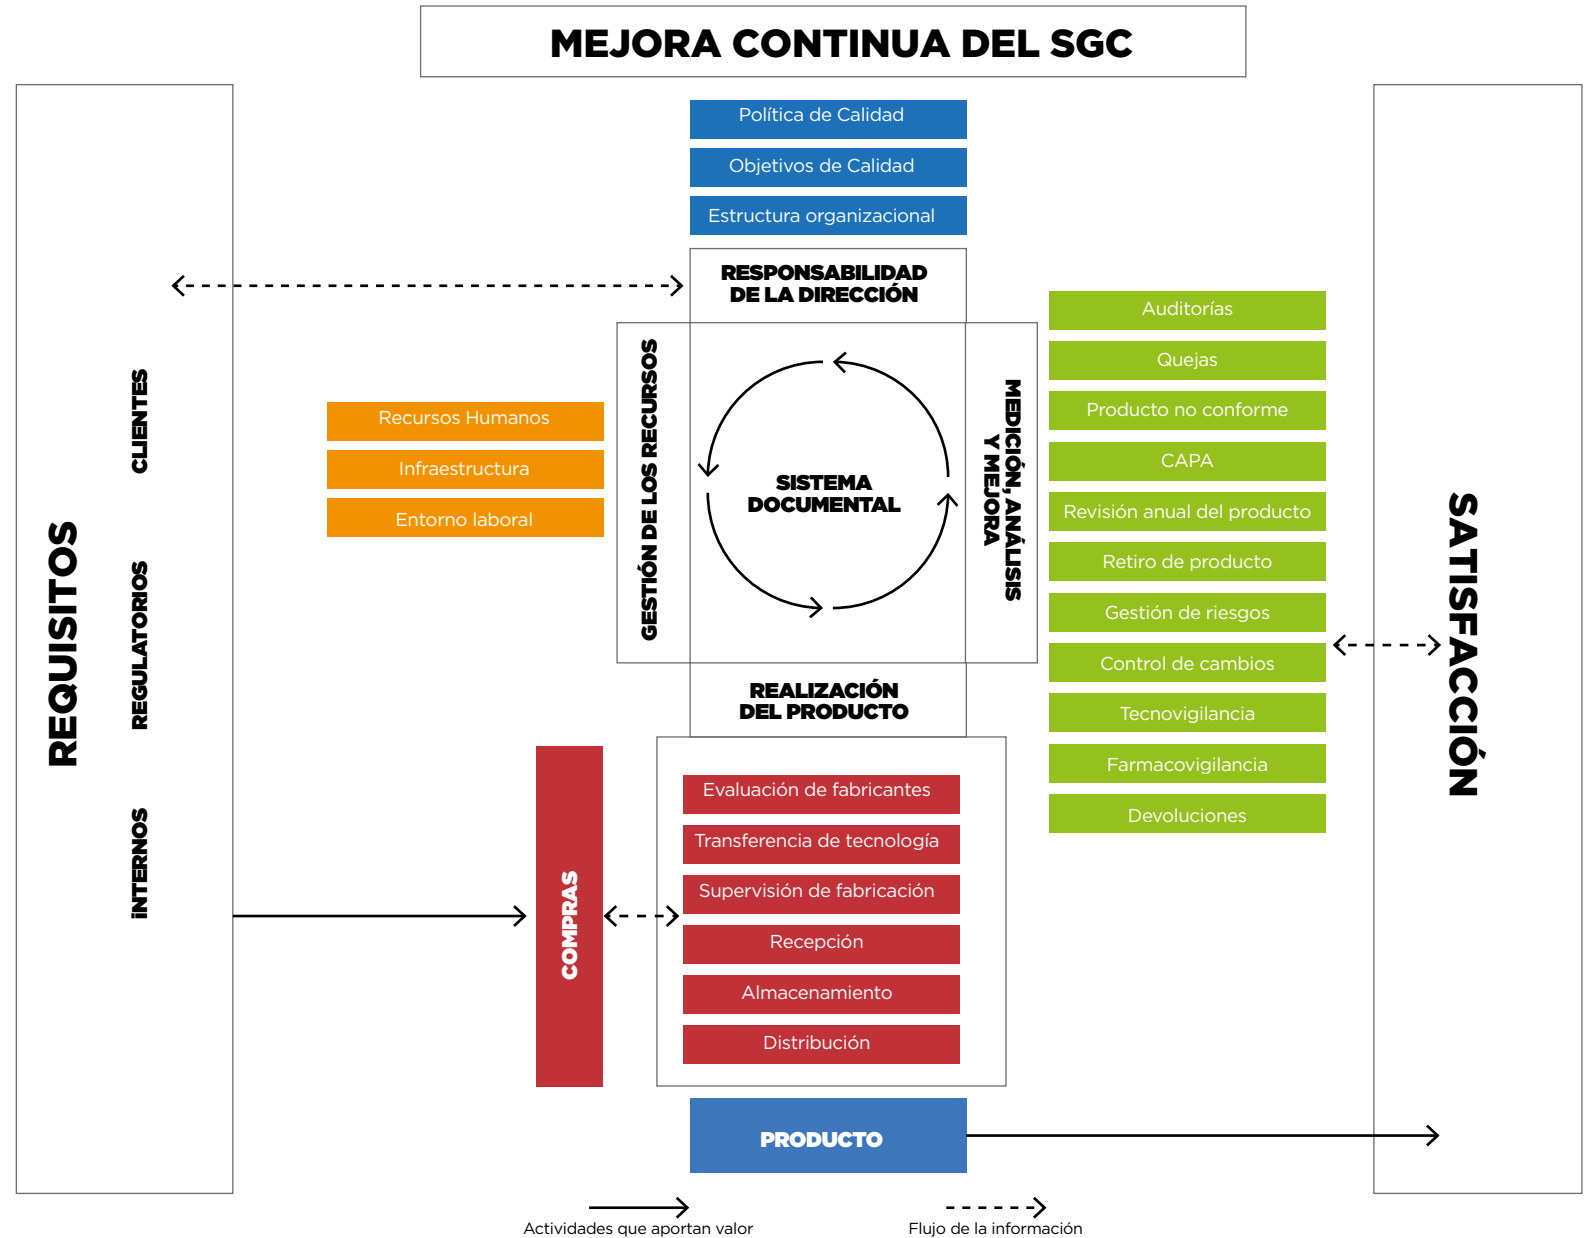 MEJORA CONTINUA DEL SGC
REQUISITOS
CLIENTES
REGULATORIOS
iNTERNOS
Política de Calidad
Objetivos de Calidad
Estructura organizacional
RESPONSABILIDAD
DE LA DIRECCIÓN
Recursos Humanos
Infraestructura
Entorno laboral
GESTIÓN DE LOS RECURSOS
SISTEMA
DOCUMENTAL
MEDICIÓN, ANÁLISIS
Y MEJORA
Auditorías
Quejas
Producto no conforme
CAPA
Revisión anual del producto
Retiro de producto
Gestión de riesgos
Control de cambios
Tecnovigilancia
Farmacovigilancia
Devoluciones
SATISFACCIÓN
REALIZACIÓN
DEL PRODUCTO
COMPRAS
Evaluación de fabricantes
Transferencia de tecnología
Supervisión de fabricación
Recepción
Almacenamiento
Distribución
PRODUCTO
Actividades que aportan valor
Flujo de la información